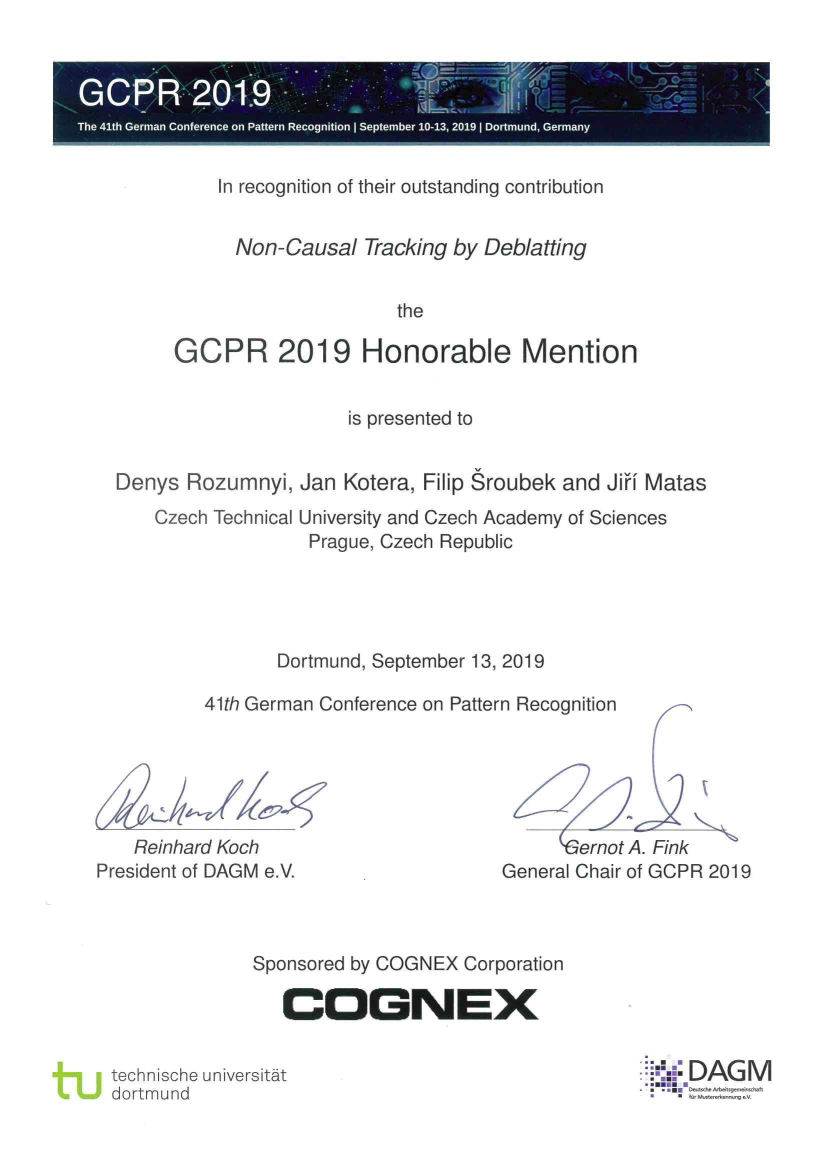 GCPR 2019
The 41th German Conference on Pattern Recognition | September 10-13, 2019 | Dortmund, Germany
In recognition of their outstanding contribution
Non-Causal Tracking by Deblatting
the
GCPR 2019 Honorable Mention
is presented to
Denys Rozumnyi, Jan Kotera, Filip Šroubek and Jiří Matas
Czech Technical University and Czech Academy of Sciences
Prague, Czech Republic
Dortmund, September 13, 2019
41th German Conference on Pattern Recognition
Reinhard Koch
Reinhard Koch
President of DAGM e.V.
Gernot A. Fink
General Chair of GCPR 2019
Sponsored by COGNEX Corporation
COGNEX
tu technische universität
dortmund
DAGM
Deutsche Arbeitsgemeinschaft
für Mustererkennung e.V.